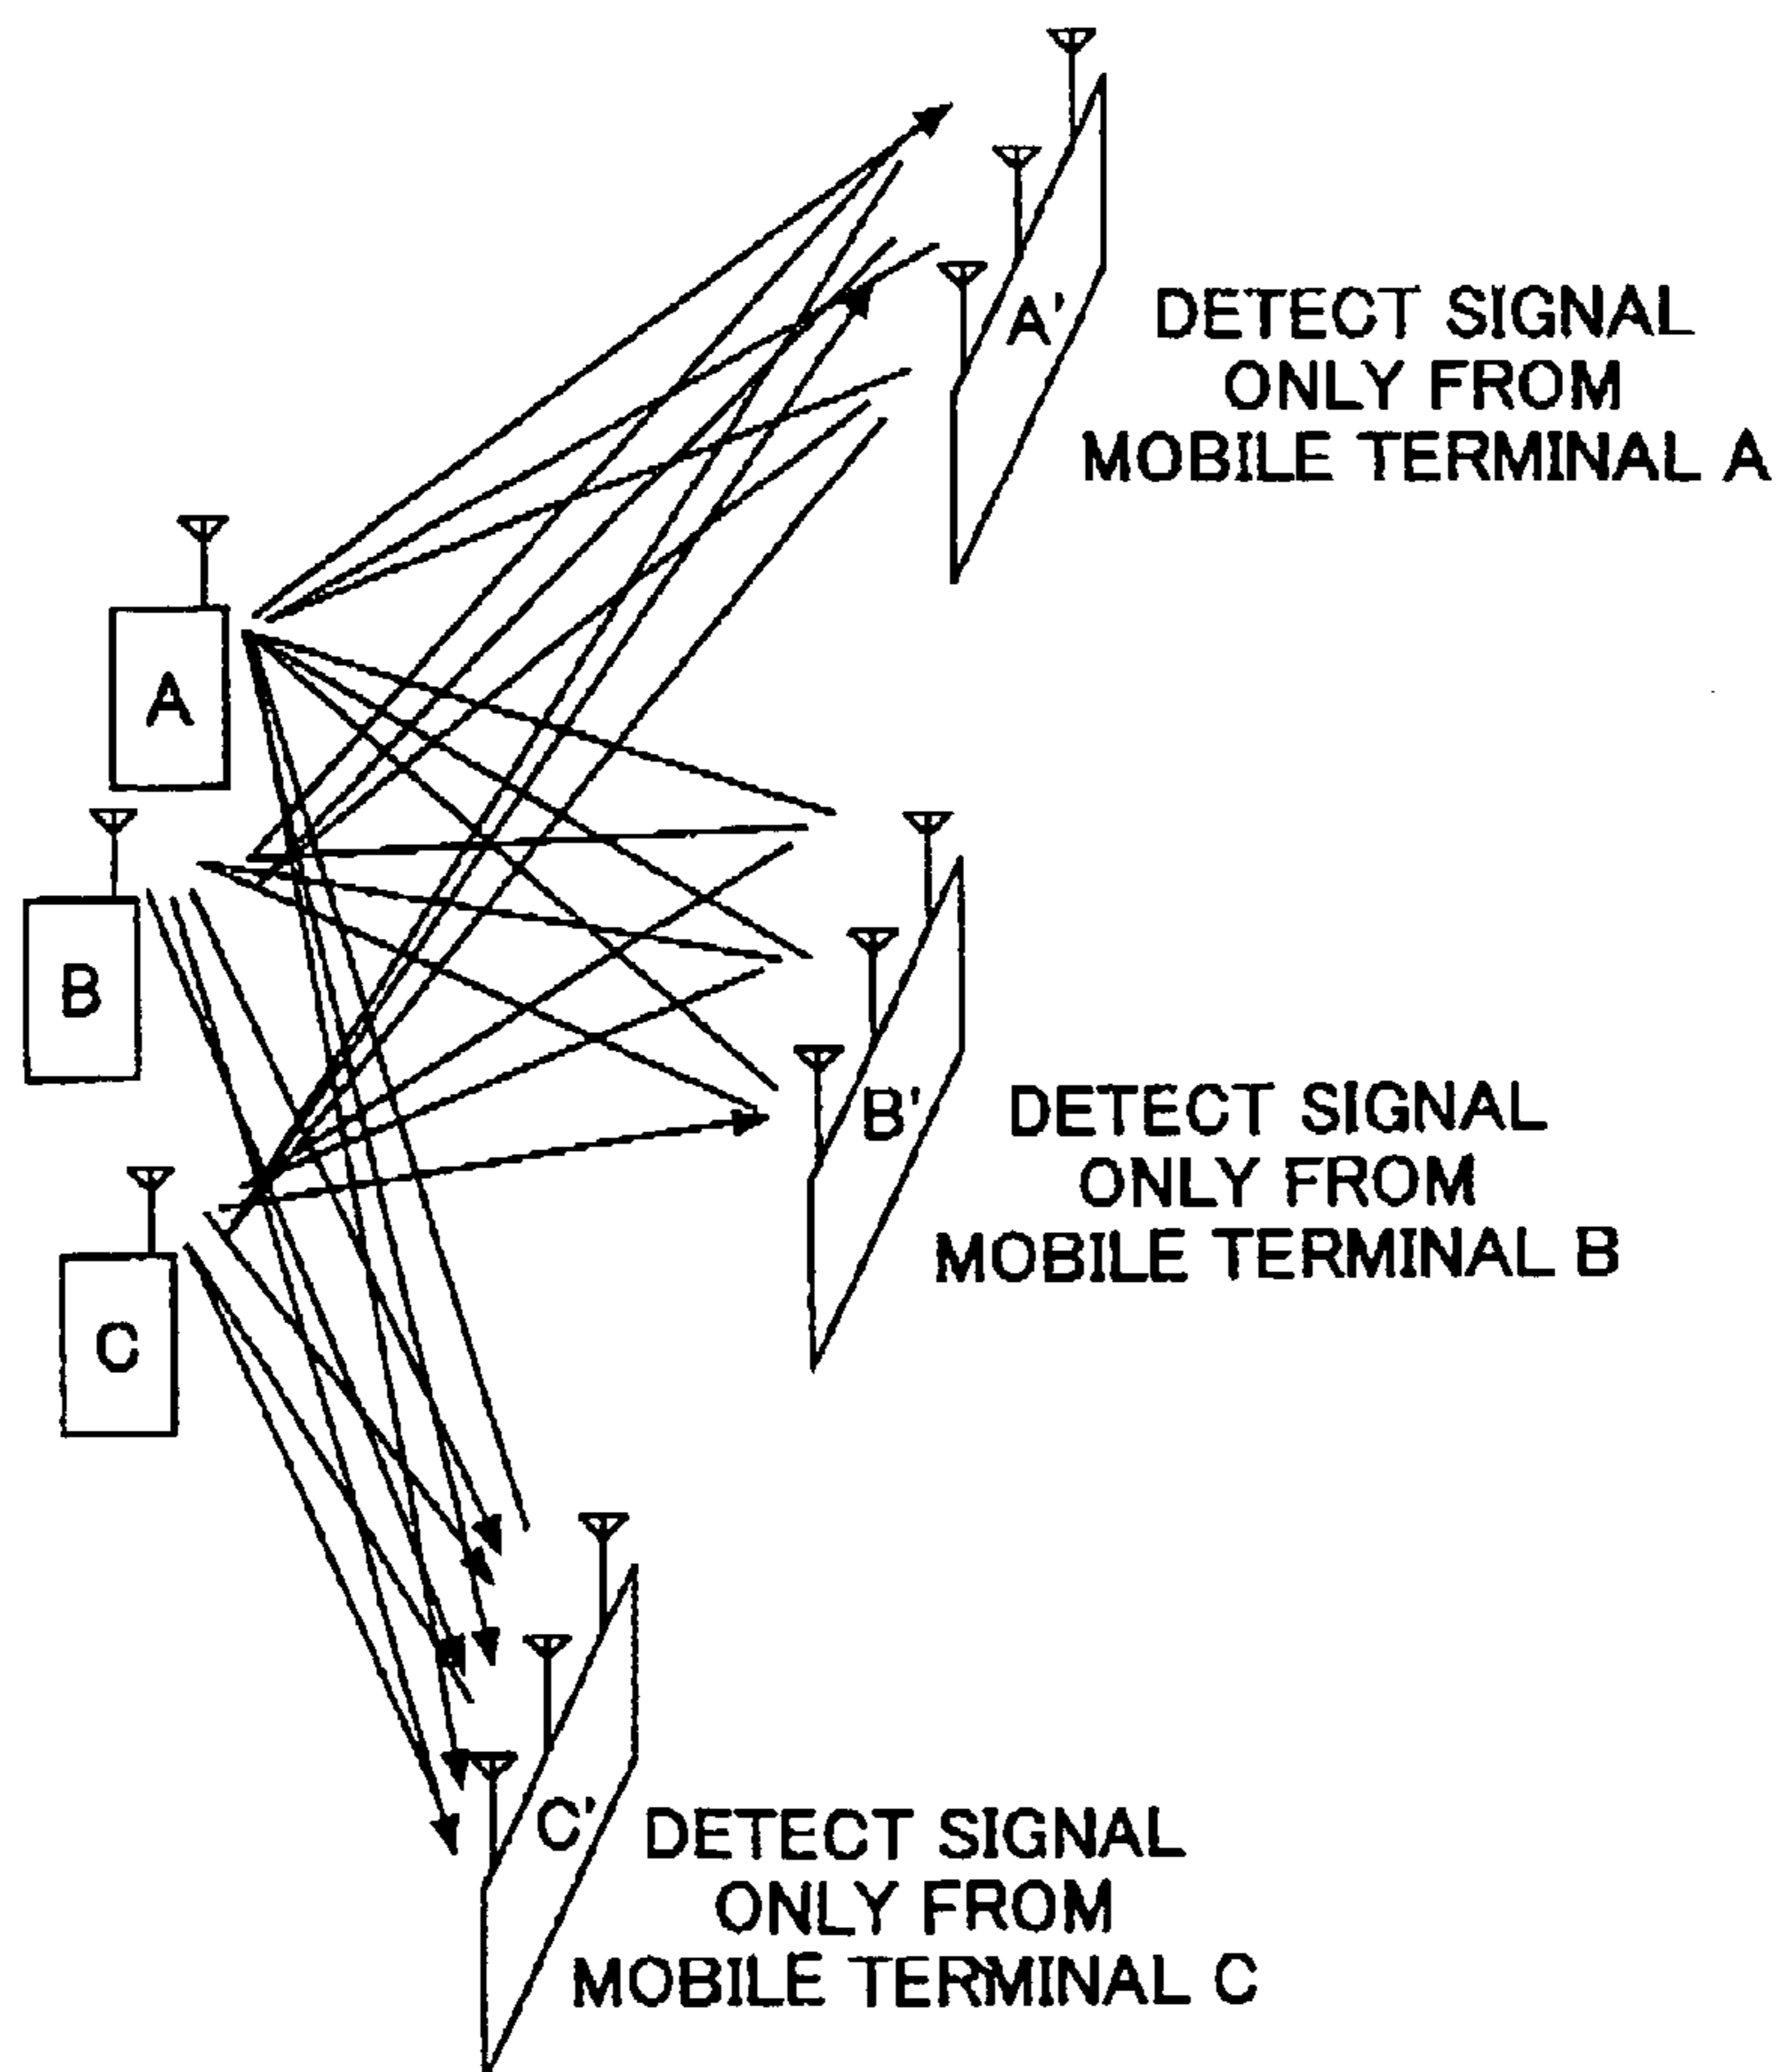 A'
DETECT SIGNAL
ONLY FROM
MOBILE TERMINAL A
A
B
B'
DETECT SIGNAL
ONLY FROM
MOBILE TERMINAL B
C
C'
DETECT SIGNAL
ONLY FROM
MOBILE TERMINAL C